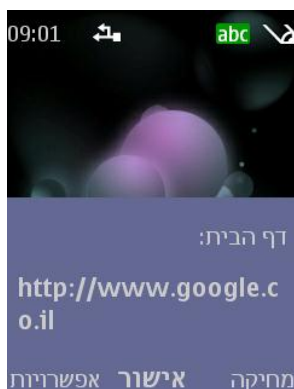 09:01 abc
דף הבית:
http://www.google.c
o.il
מחיקה אישור אפשרויות